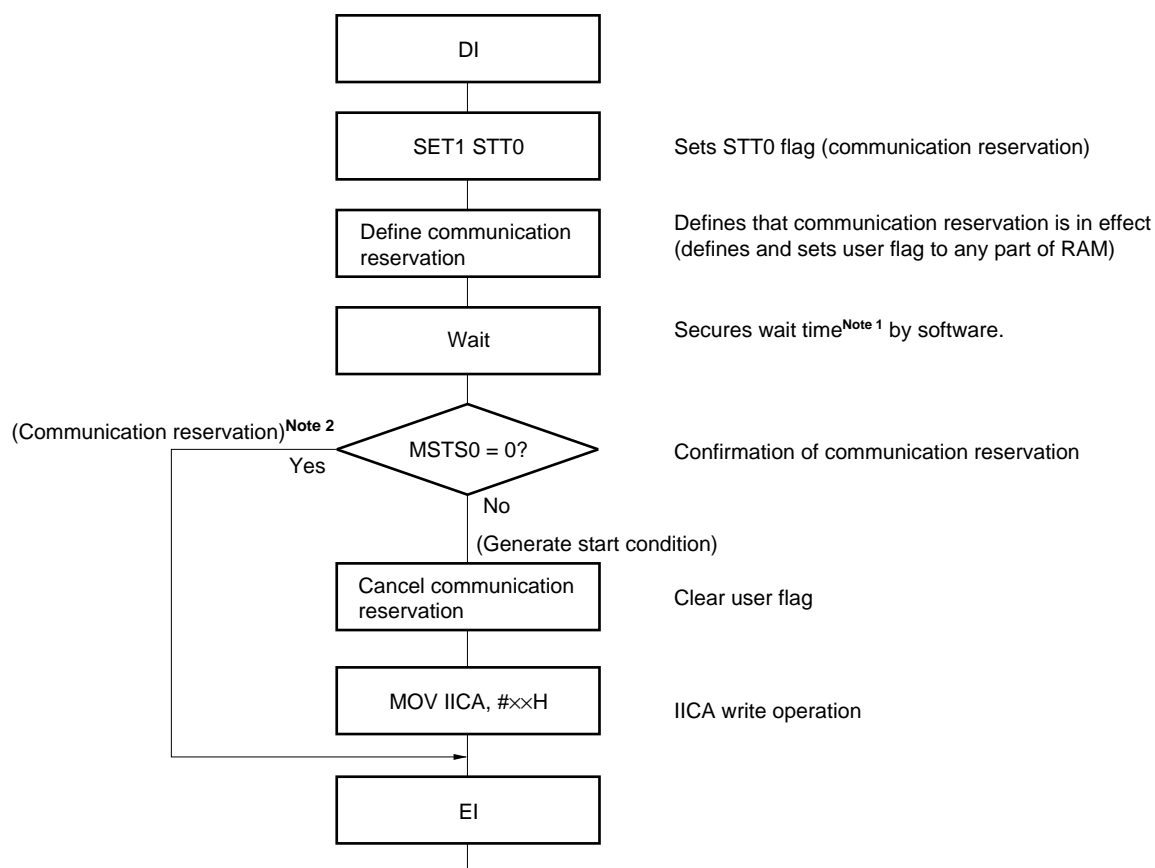 DI
SET1 STT0
Sets STT0 flag (communication reservation)
Define communication
reservation
Defines that communication reservation is in effect
(defines and sets user flag to any part of RAM)
Wait
Secures wait time Note 1 by software.
(Communication reservation) Note 2
Yes
MSTS0 = 0?
Confirmation of communication reservation
No
(Generate start condition)
Cancel communication
reservation
Clear user flag
MOV IICA, #××H
IICA write operation
EI